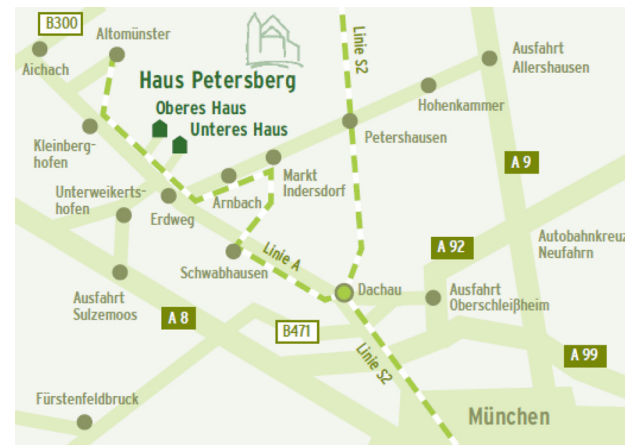 B300
Altomünster
Aichach
Haus Petersberg
Oberes Haus
Unteres Haus
Linie S2
Ausfahrt
Allershausen
Hohenkammer
Petershausen
Kleinberg-
hofen
Markt
Indersdorf
A 9
Unterweikerts-
hofen
Arnbach
Erdweg
Linie A
A 92
Autobahnkreuz
Neufahrn
Schwabhausen
Dachau
Ausfahrt
Oberschleißheim
Ausfahrt
Sulzemoos
A 8
B471
Linie S2
A 99
Fürstenfeldbruck
München